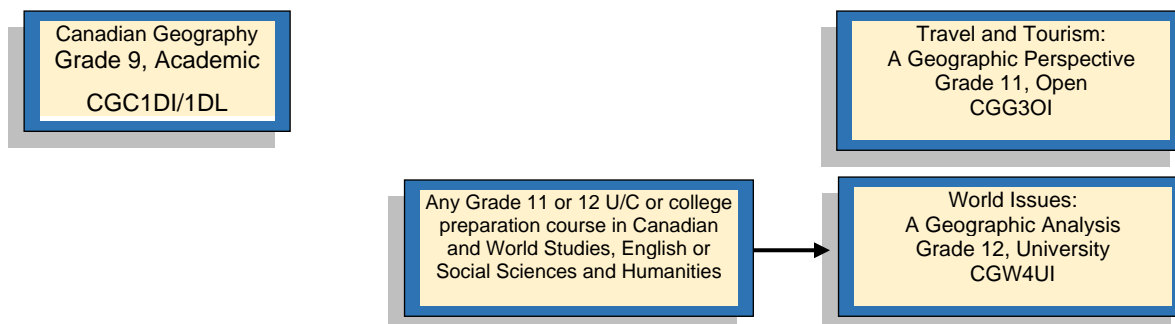 Canadian Geography
Grade 9, Academic
CGC1DI/1DL
Travel and Tourism:
A Geographic Perspective
Grade 11, Open
CGG3OI
Any Grade 11 or 12 U/C or college
preparation course in Canadian
and World Studies, English or
Social Sciences and Humanities
World Issues:
A Geographic Analysis
Grade 12, University
CGW4UI